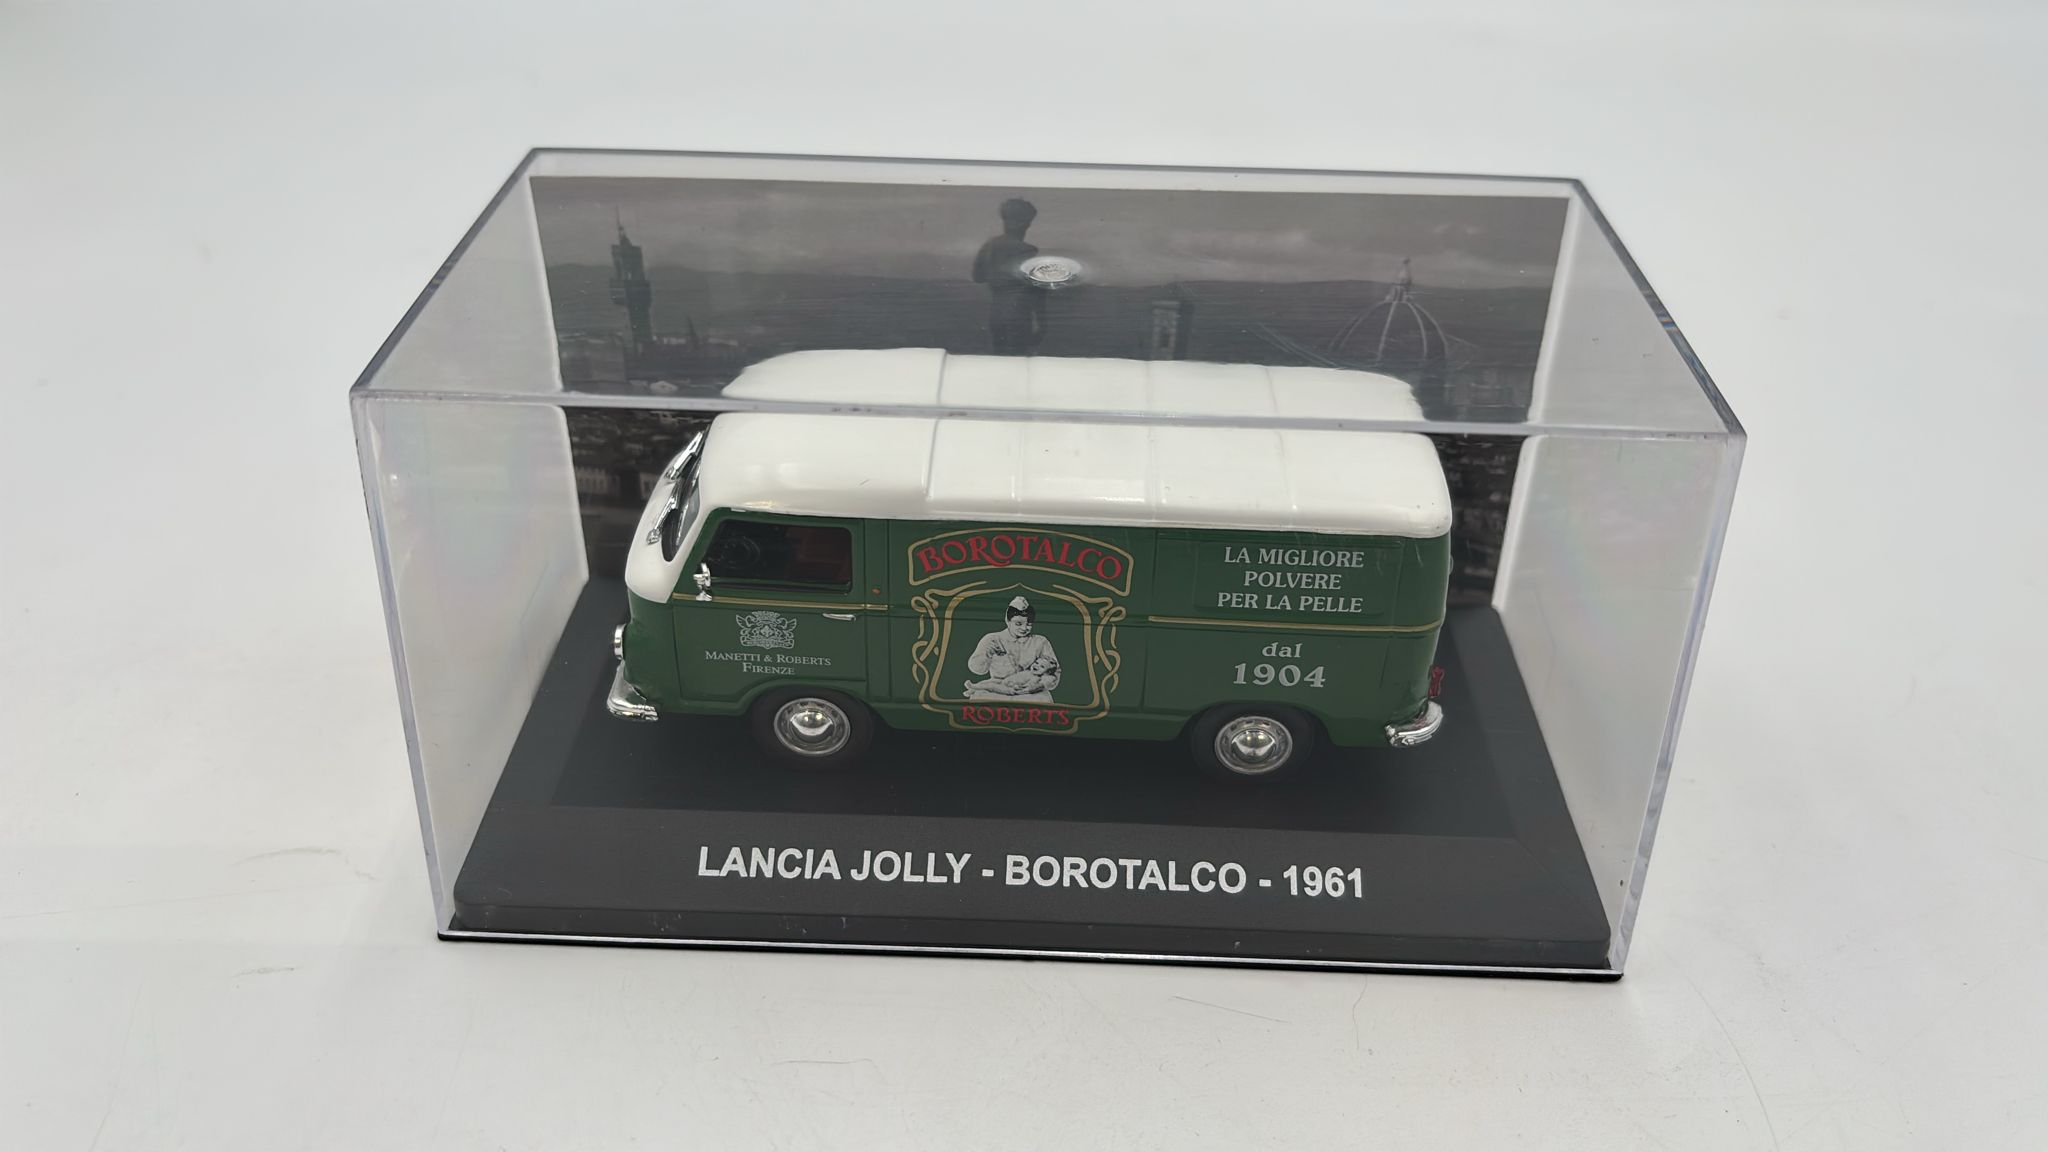 BOROTALCO
ROBERTS
MANETTI & ROBERTS
FIRENZE
LA MIGLIORE
POLVERE
PER LA PELLE
dal
1904
LANCIA JOLLY - BOROTALCO - 1961